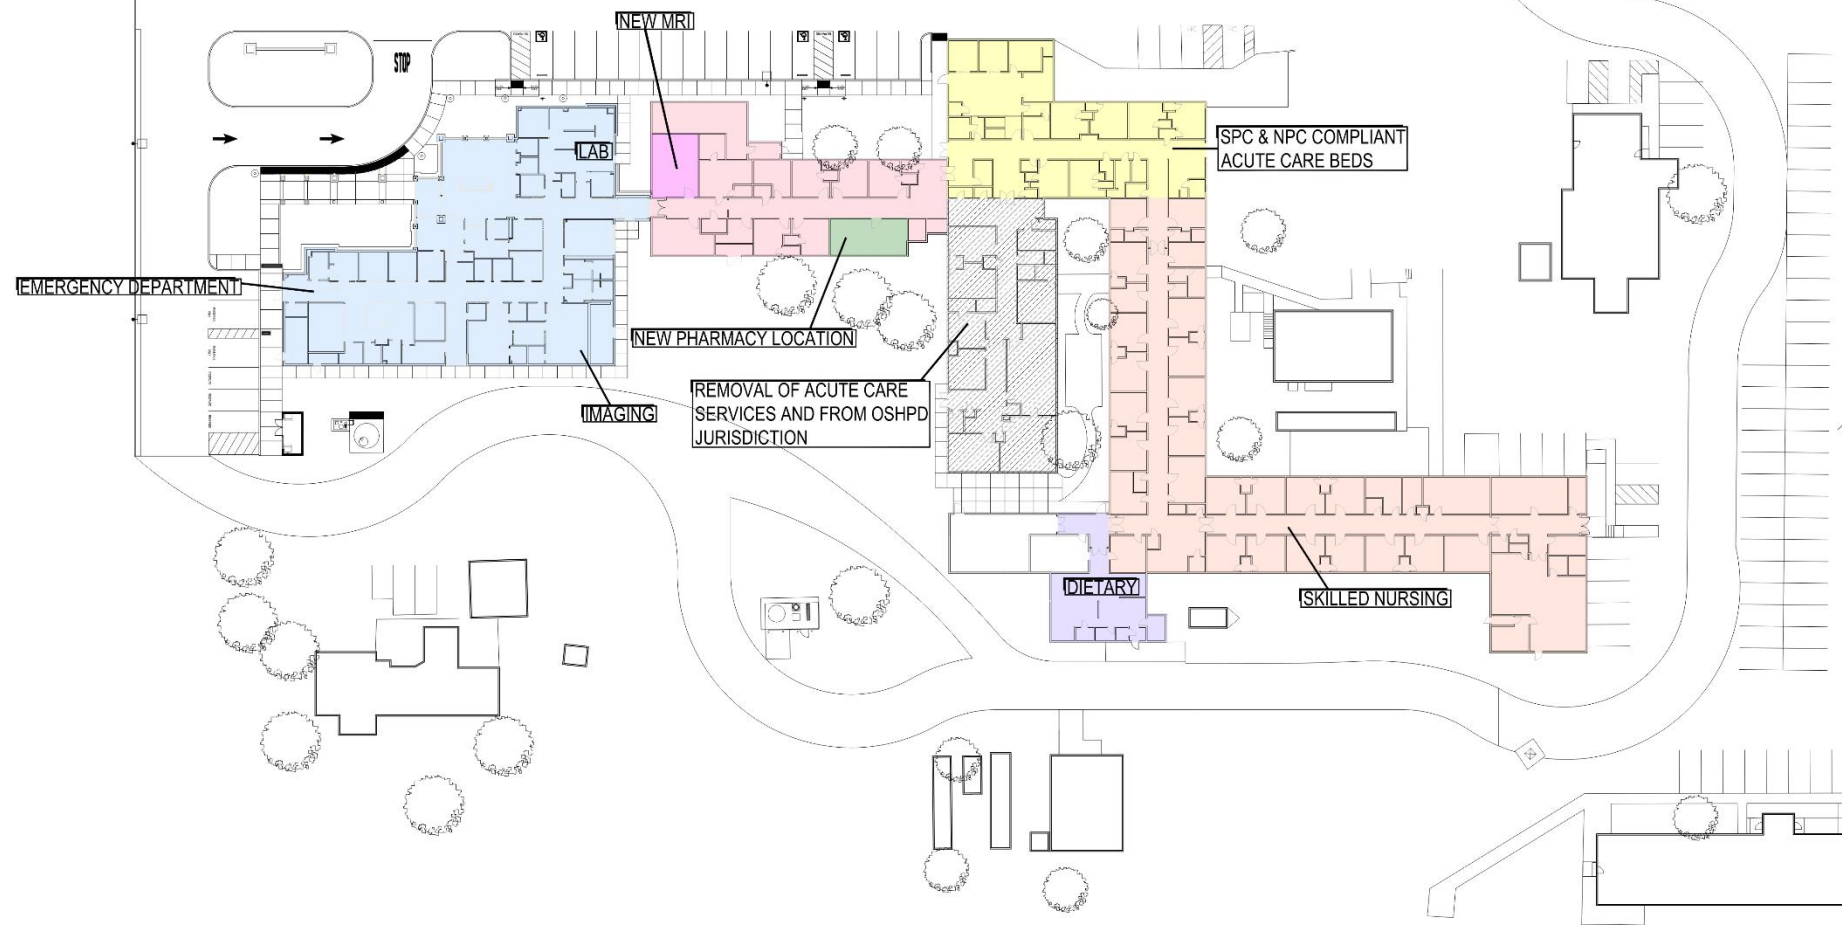 NEW MRI
STOP
LAB
SPC & NPC COMPLIANT
ACUTE CARE BEDS
EMERGENCY DEPARTMENT
NEW PHARMACY LOCATION
REMOVAL OF ACUTE CARE
SERVICES AND FROM OSHPD
JURISDICTION
IMAGING
DIETARY
SKILLED NURSING